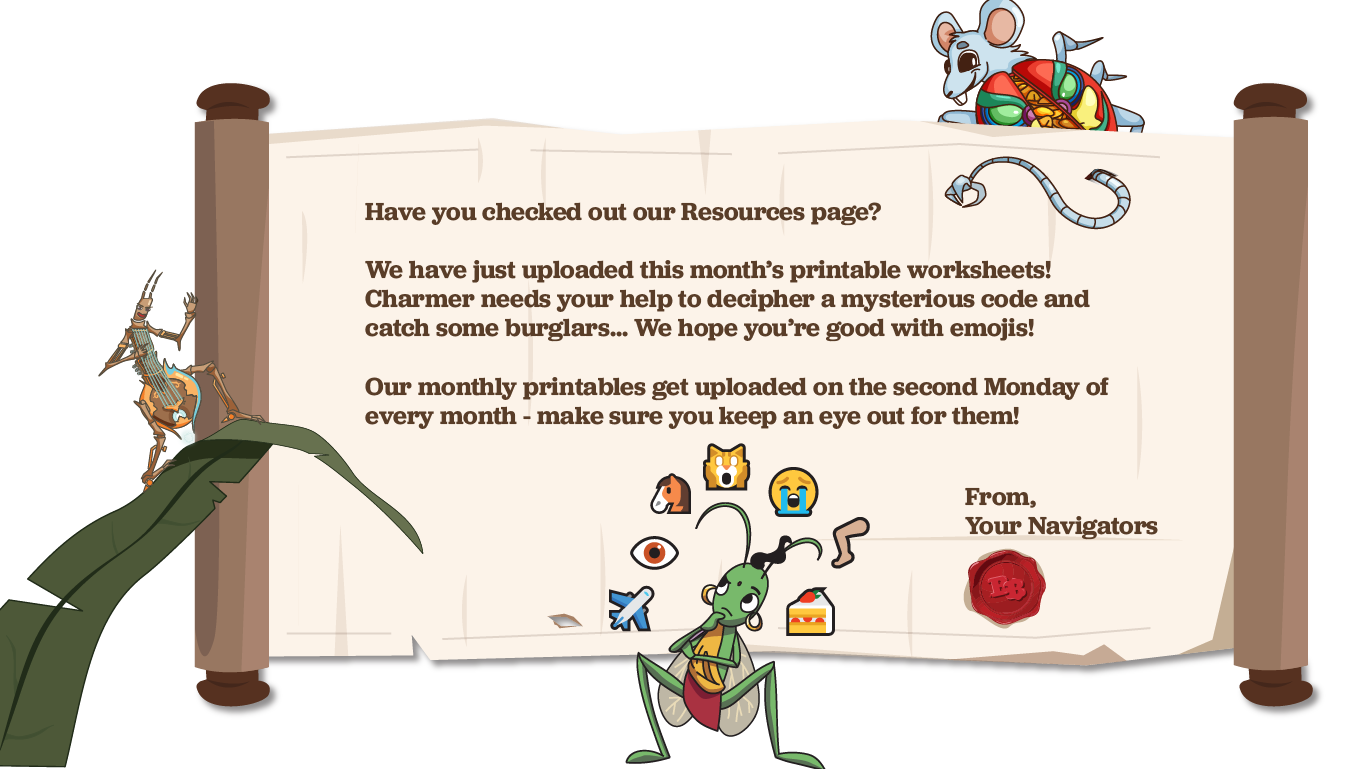 Have you checked out our Resources page?
We have just uploaded this month’s printable worksheets!
Charmer needs your help to decipher a mysterious code and
catch some burglars... We hope you’re good with emojis!
Our monthly printables get uploaded on the second Monday of
every month - make sure you keep an eye out for them!
From,
Your Navigators
EB